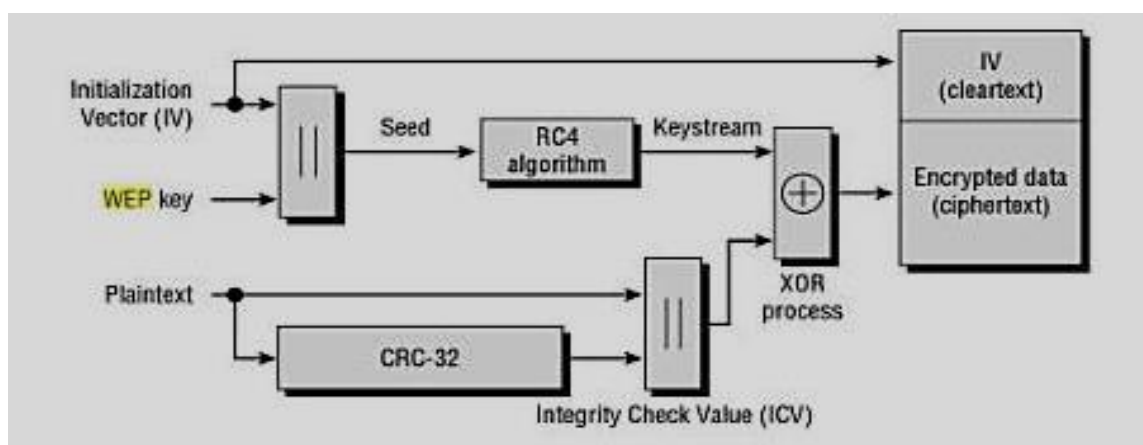 Initialization
Vector (IV)
WEP key
Seed
RC4
algorithm
Keystream
IV
(cleartext)
Encrypted data
(ciphertext)
XOR
process
Plaintext
CRC-32
Integrity Check Value (ICV)